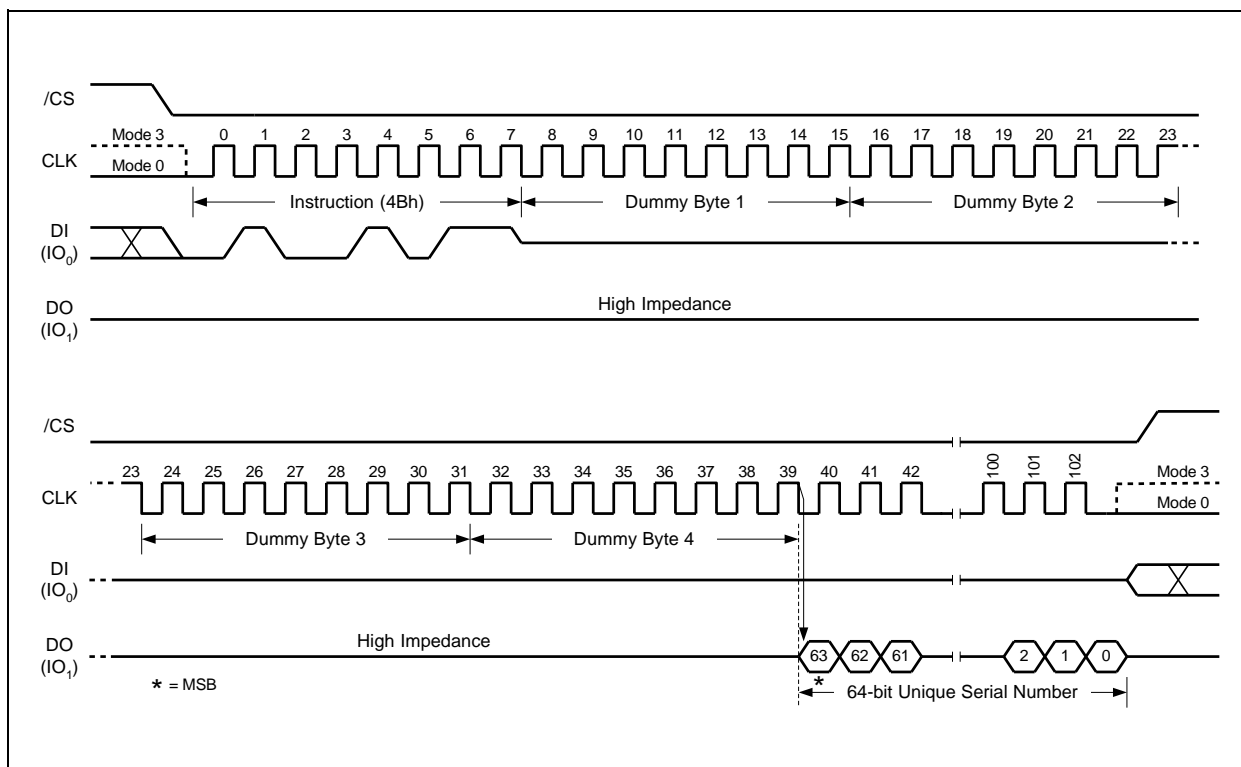 /CS
Mode 3
0 1 2 3 4 5 6 7 8 9 10 11 12 13 14 15 16 17 18 19 20 21 22 23
CLK
Mode 0
Instruction (4Bh)
Dummy Byte 1
Dummy Byte 2
DI
(IO0)
High Impedance
DO
(IO1)
/CS
23 24 25 26 27 28 29 30 31 32 33 34 35 36 37 38 39 40 41 42 100 101 102
Mode 3
CLK
Mode 0
Dummy Byte 3
Dummy Byte 4
DI
(IO0)
High Impedance
DO
(IO1)
63 62 61 2 1 0
* = MSB
*
64-bit Unique Serial Number